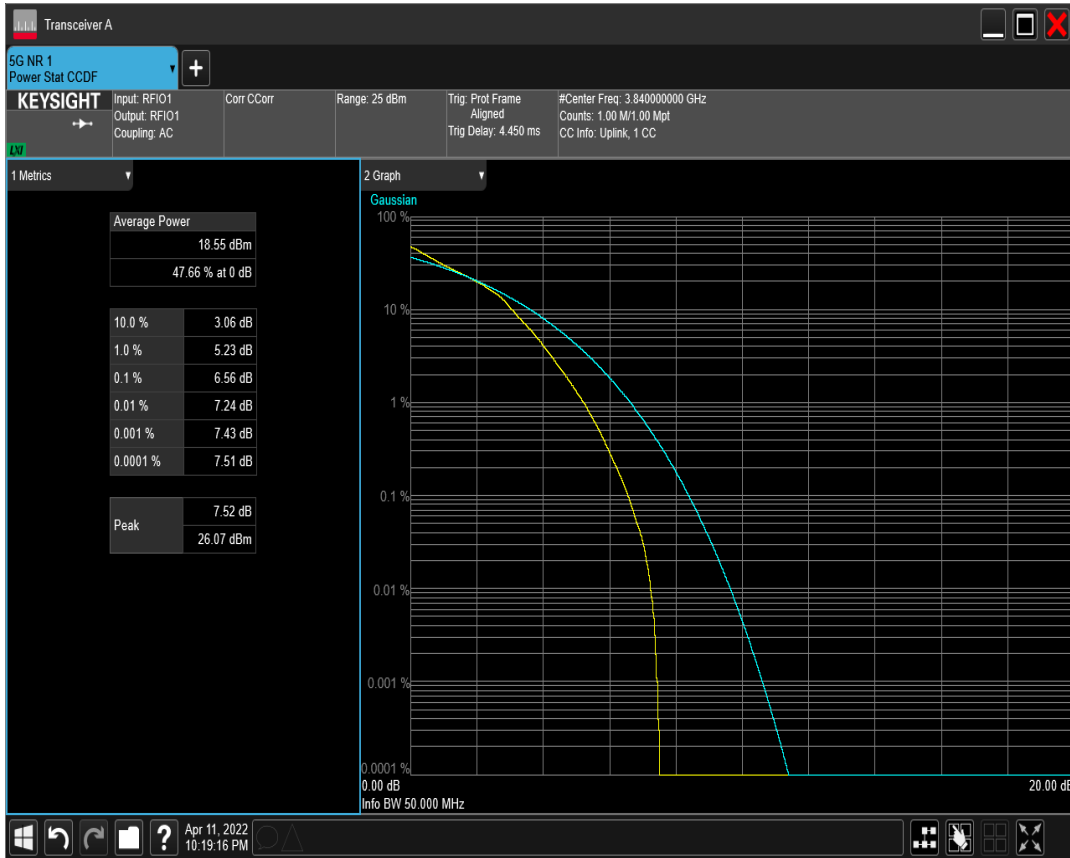 Transceiver A
5G NR 1
Power Stat CCDF
+
KEYSIGHT
LXI
Input: RFIO1
Output: RFIO1
Coupling: AC
Corr CCorr
Range: 25 dBm
Trig: Prot Frame
Aligned
Trig Delay: 4.450 ms
#Center Freq: 3.840000000 GHz
Counts: 1.00 M/1.00 Mpt
CC Info: Uplink, 1 CC
1 Metrics
Average Power
18.55 dBm
47.66 % at 0 dB
10.0 % 3.06 dB
1.0 % 5.23 dB
0.1 % 6.56 dB
0.01 % 7.24 dB
0.001 % 7.43 dB
0.0001 % 7.51 dB
Peak
7.52 dB
26.07 dBm
2 Graph
Gaussian
100 %
10 %
1 %
0.1 %
0.01 %
0.001 %
0.0001 %
0.00 dB
20.00 dB
Info BW 50.000 MHz
?
Apr 11, 2022
10:19:16 PM